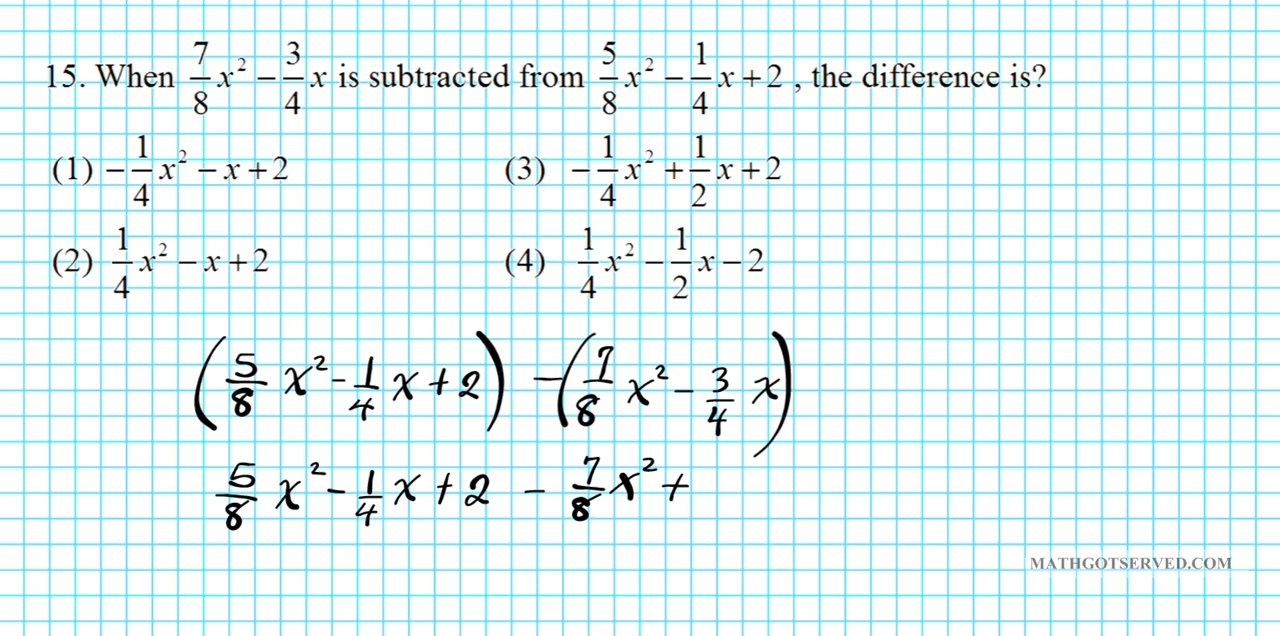 15. When 7/8 x² − 3/4 x is subtracted from 5/8 x² − 1/4 x + 2 , the difference is?
(1) −1/4 x² − x + 2
(3) −1/4 x² + 1/2 x + 2
(2) 1/4 x² − x + 2
(4) 1/4 x² − 1/2 x − 2
(5/8 x² − 1/4 x + 2) − (7/8 x² − 3/4 x)
5/8 x² − 1/4 x + 2 − 7/8 x² +
MATHGOTSERVED.COM